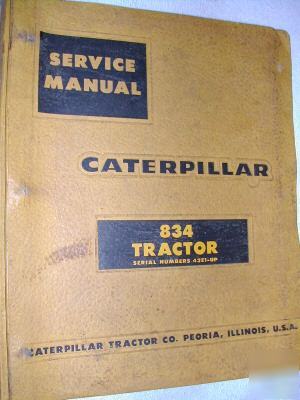 SERVICE
MANUAL
CATERPILLAR
834
TRACTOR
SERIAL NUMBERS 43E1-UP
CATERPILLAR TRACTOR CO. PEORIA, ILLINOIS, U.S.A.